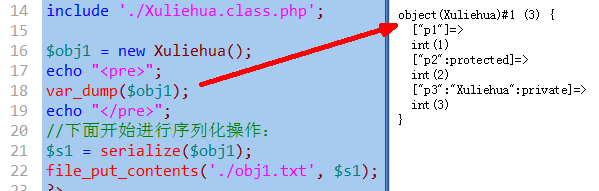 14 include './Xuliehua.class.php';
15
16 $obj1 = new Xuliehua();
17 echo "<pre>";
18 var_dump($obj1);
19 echo "</pre>";
20 //下面开始进行序列化操作:
21 $s1 = serialize($obj1);
22 file_put_contents('./obj1.txt', $s1);
23 ?>
object(Xuliehua)#1 (3) {
["p1"]=>
int(1)
["p2":protected]=>
int(2)
["p3":"Xuliehua":private]=>
int(3)
}